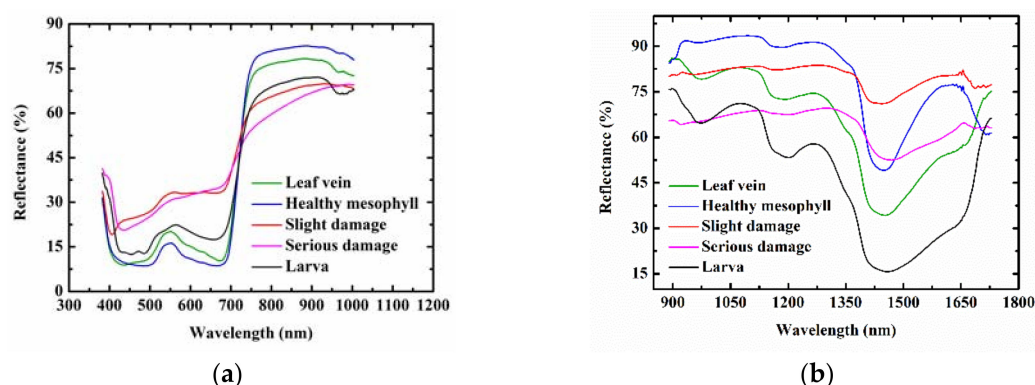 90
75
60
45
30
15
0
Reflectance (%)
Leaf vein
Healthy mesophyll
Slight damage
Serious damage
Larva
300 400 500 600 700 800 900 1000 1100 1200
Wavelength (nm)
(a)
90
75
60
45
30
15
Reflectance (%)
Leaf vein
Healthy mesophyll
Slight damage
Serious damage
Larva
900 1050 1200 1350 1500 1650 1800
Wavelength (nm)
(b)